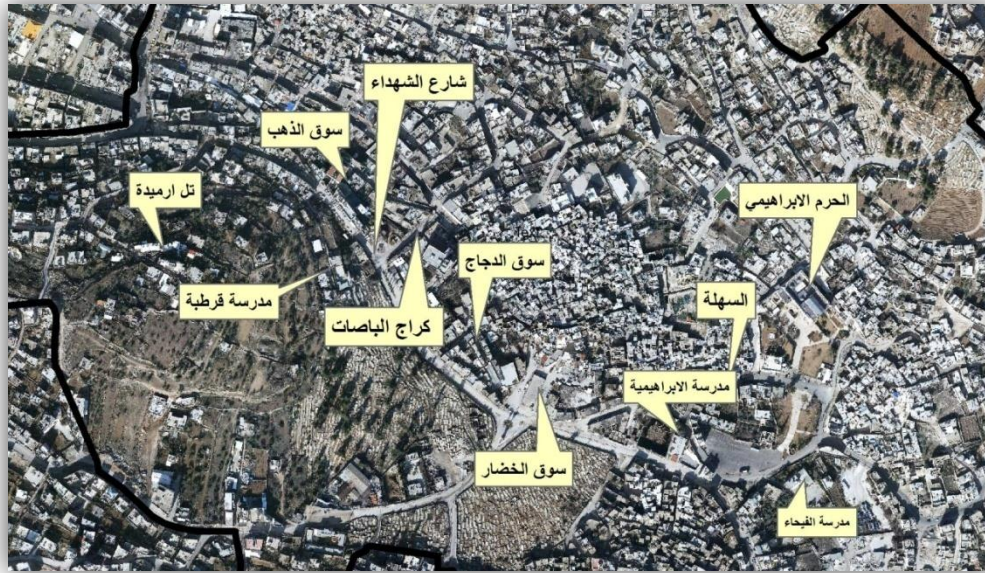 شارع الشهداء
سوق الذهب
تل ارميدة
الحرم الابراهيمي
سوق الدجاج
مدرسة قرطبة
السهلة
كراج الباصات
مدرسة الابراهيمية
سوق الخضار
مدرسة الفيحاء